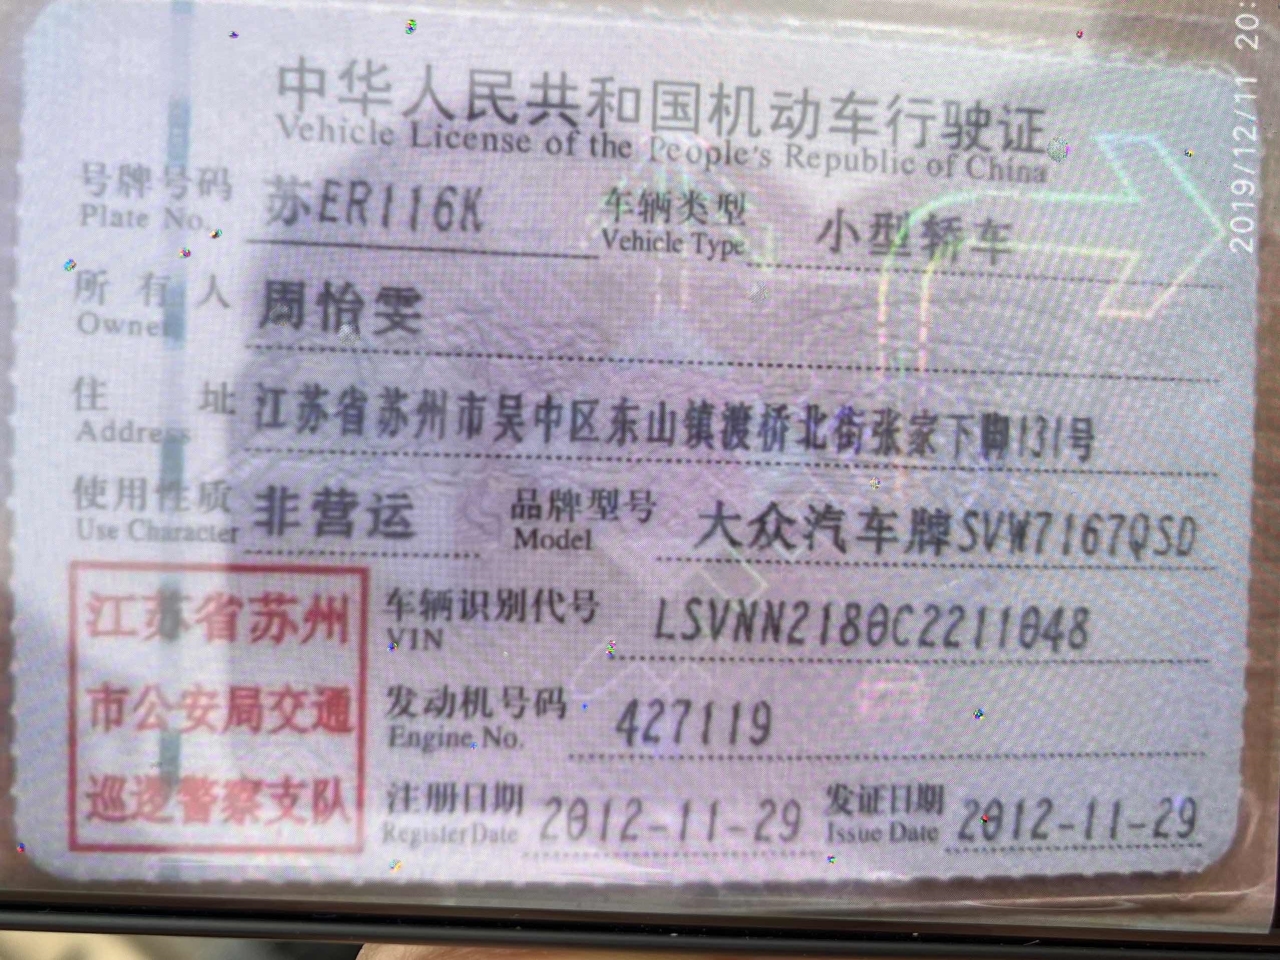 中华人民共和国机动车行驶证
Vehicle License of the People's Republic of China
号牌号码 苏ER116K 车辆类型 小型轿车
Plate No. Vehicle Type
所有人 周怡雯
Owner
住址 江苏省苏州市吴中区东山镇渡桥北街张家下脚131号
Address
使用性质 非营运 品牌型号 大众汽车牌SVW7167QSD
Use Character Model
江苏省苏州
市公安局交通
巡逻警察支队
车辆识别代号 LSVNN2180C2211048
VIN
发动机号码 427119
Engine No.
注册日期 2012-11-29 发证日期 2012-11-29
Register Date Issue Date
2019/12/11 20: